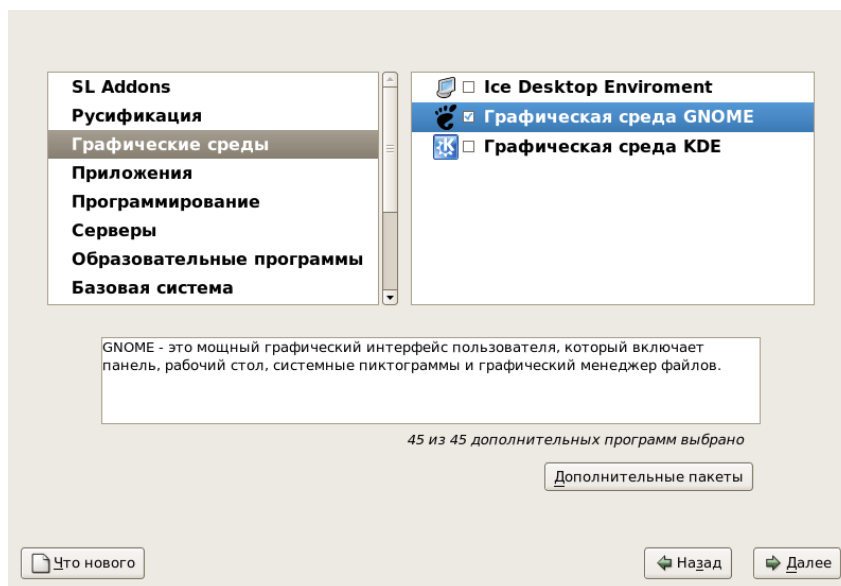 SL Addons
Русификация
Графические среды
Приложения
Программирование
Серверы
Образовательные программы
Базовая система
Ice Desktop Enviroment
Графическая среда GNOME
Графическая среда KDE
GNOME - это мощный графический интерфейс пользователя, который включает
панель, рабочий стол, системные пиктограммы и графический менеджер файлов.
45 из 45 дополнительных программ выбрано
Дополнительные пакеты
Что нового
Назад
Далее